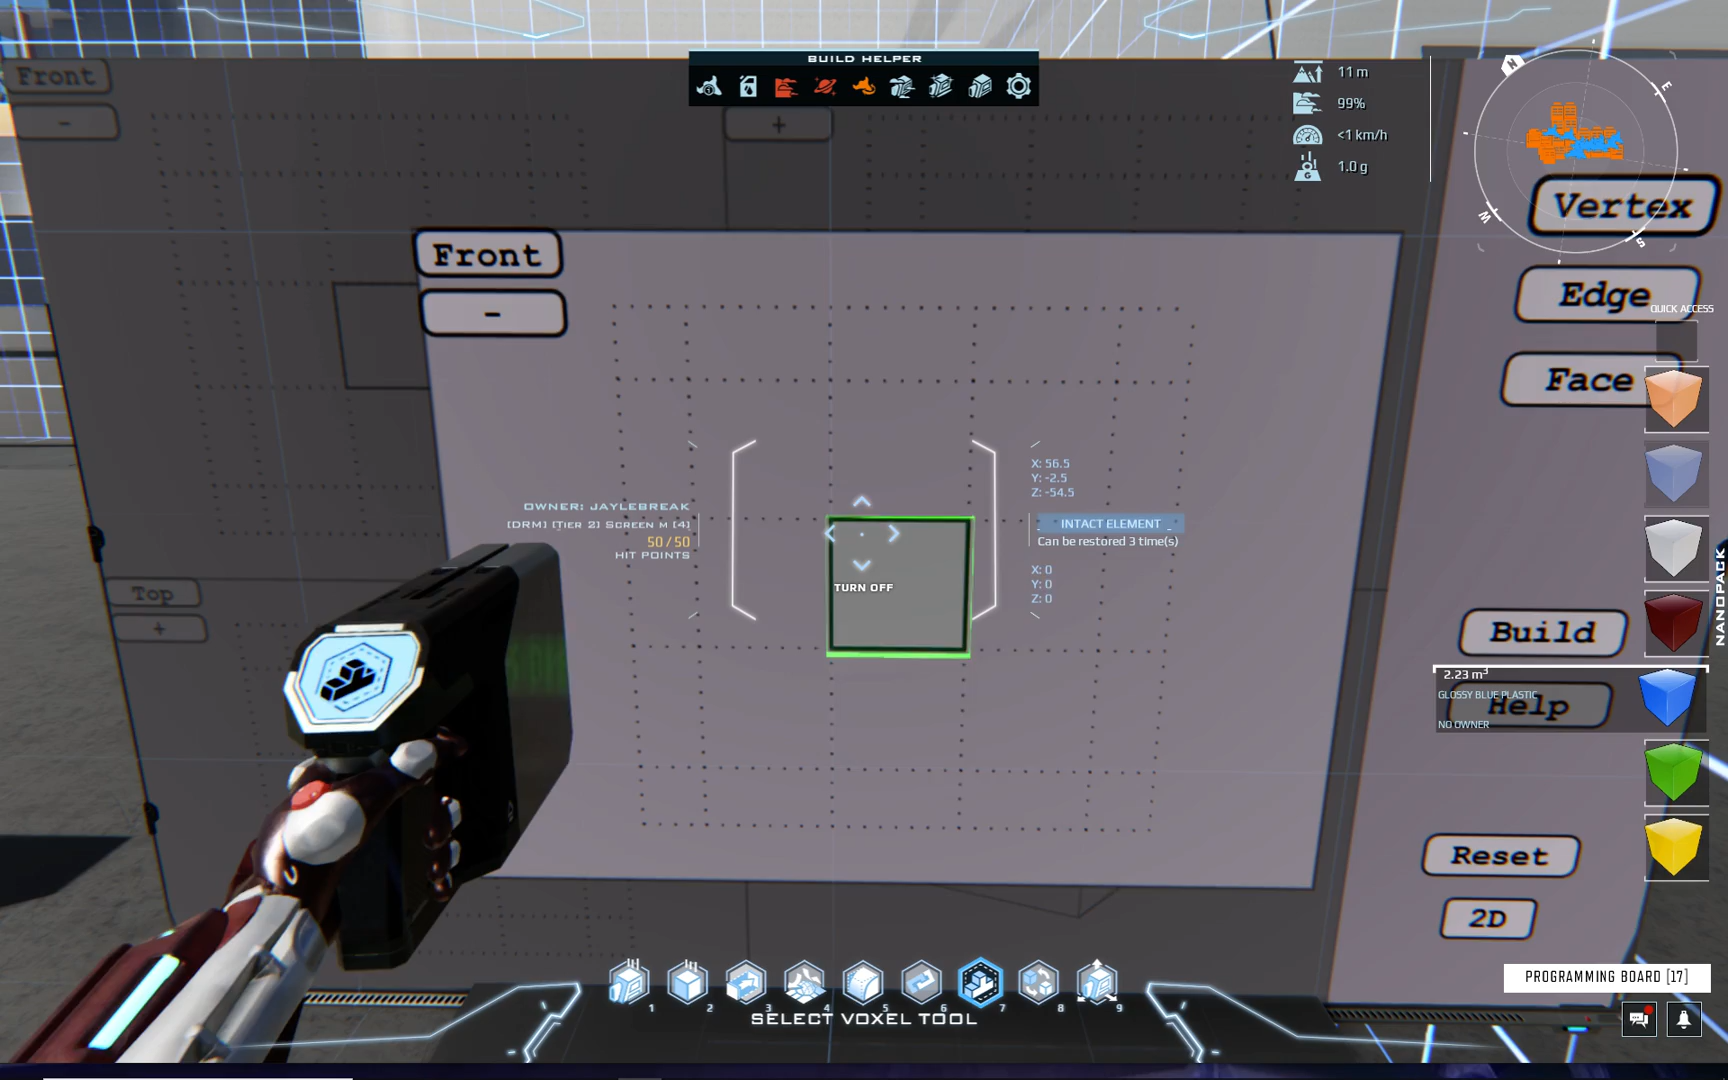 BUILD HELPER
Front
-
+
11 m
99%
<1 km/h
1.0 g
N
E
W
S
Vertex
Front
-
Edge
QUICK ACCESS
Face
X: 56.5
Y: -2.5
Z: -54.5
OWNER: JAYLEBREAK
[DRM] [TIER 2] SCREEN M [4]
50 / 50
HIT POINTS
INTACT ELEMENT
Can be restored 3 time(s)
X: 0
Y: 0
Z: 0
TURN OFF
NANOPACK
Top
+
Build
2.23 m³
GLOSSY BLUE PLASTIC
Help
NO OWNER
Reset
2D
PROGRAMMING BOARD [17]
1
2
3
4
5
6
7
8
9
SELECT VOXEL TOOL